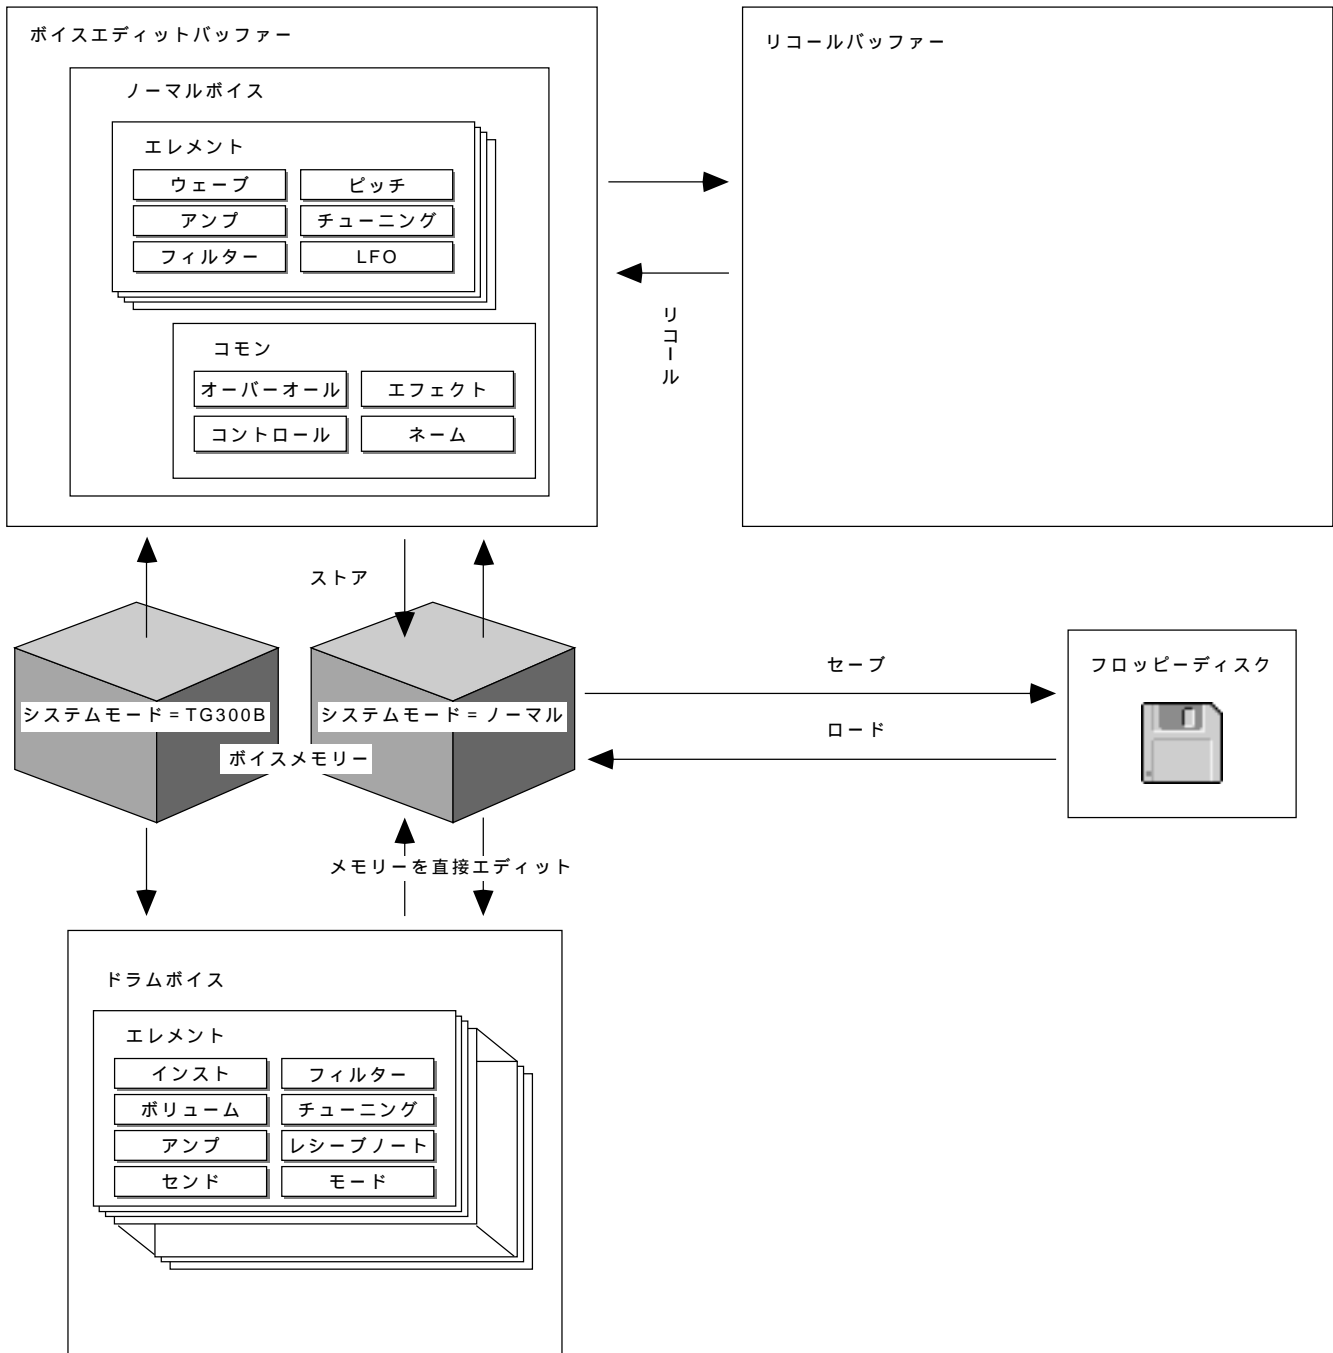 ボイスエディットバッファー
ノーマルボイス
エレメント
ウェーブ
ピッチ
アンプ
チューニング
フィルター
LFO
コモン
オーバーオール
エフェクト
コントロール
ネーム
リコールバッファー
リコール
ストア
システムモード=TG300B
システムモード=ノーマル
ボイスメモリー
セーブ
ロード
フロッピーディスク
メモリーを直接エディット
ドラムボイス
エレメント
インスト
フィルター
ボリューム
チューニング
アンプ
レシーブノート
センド
モード